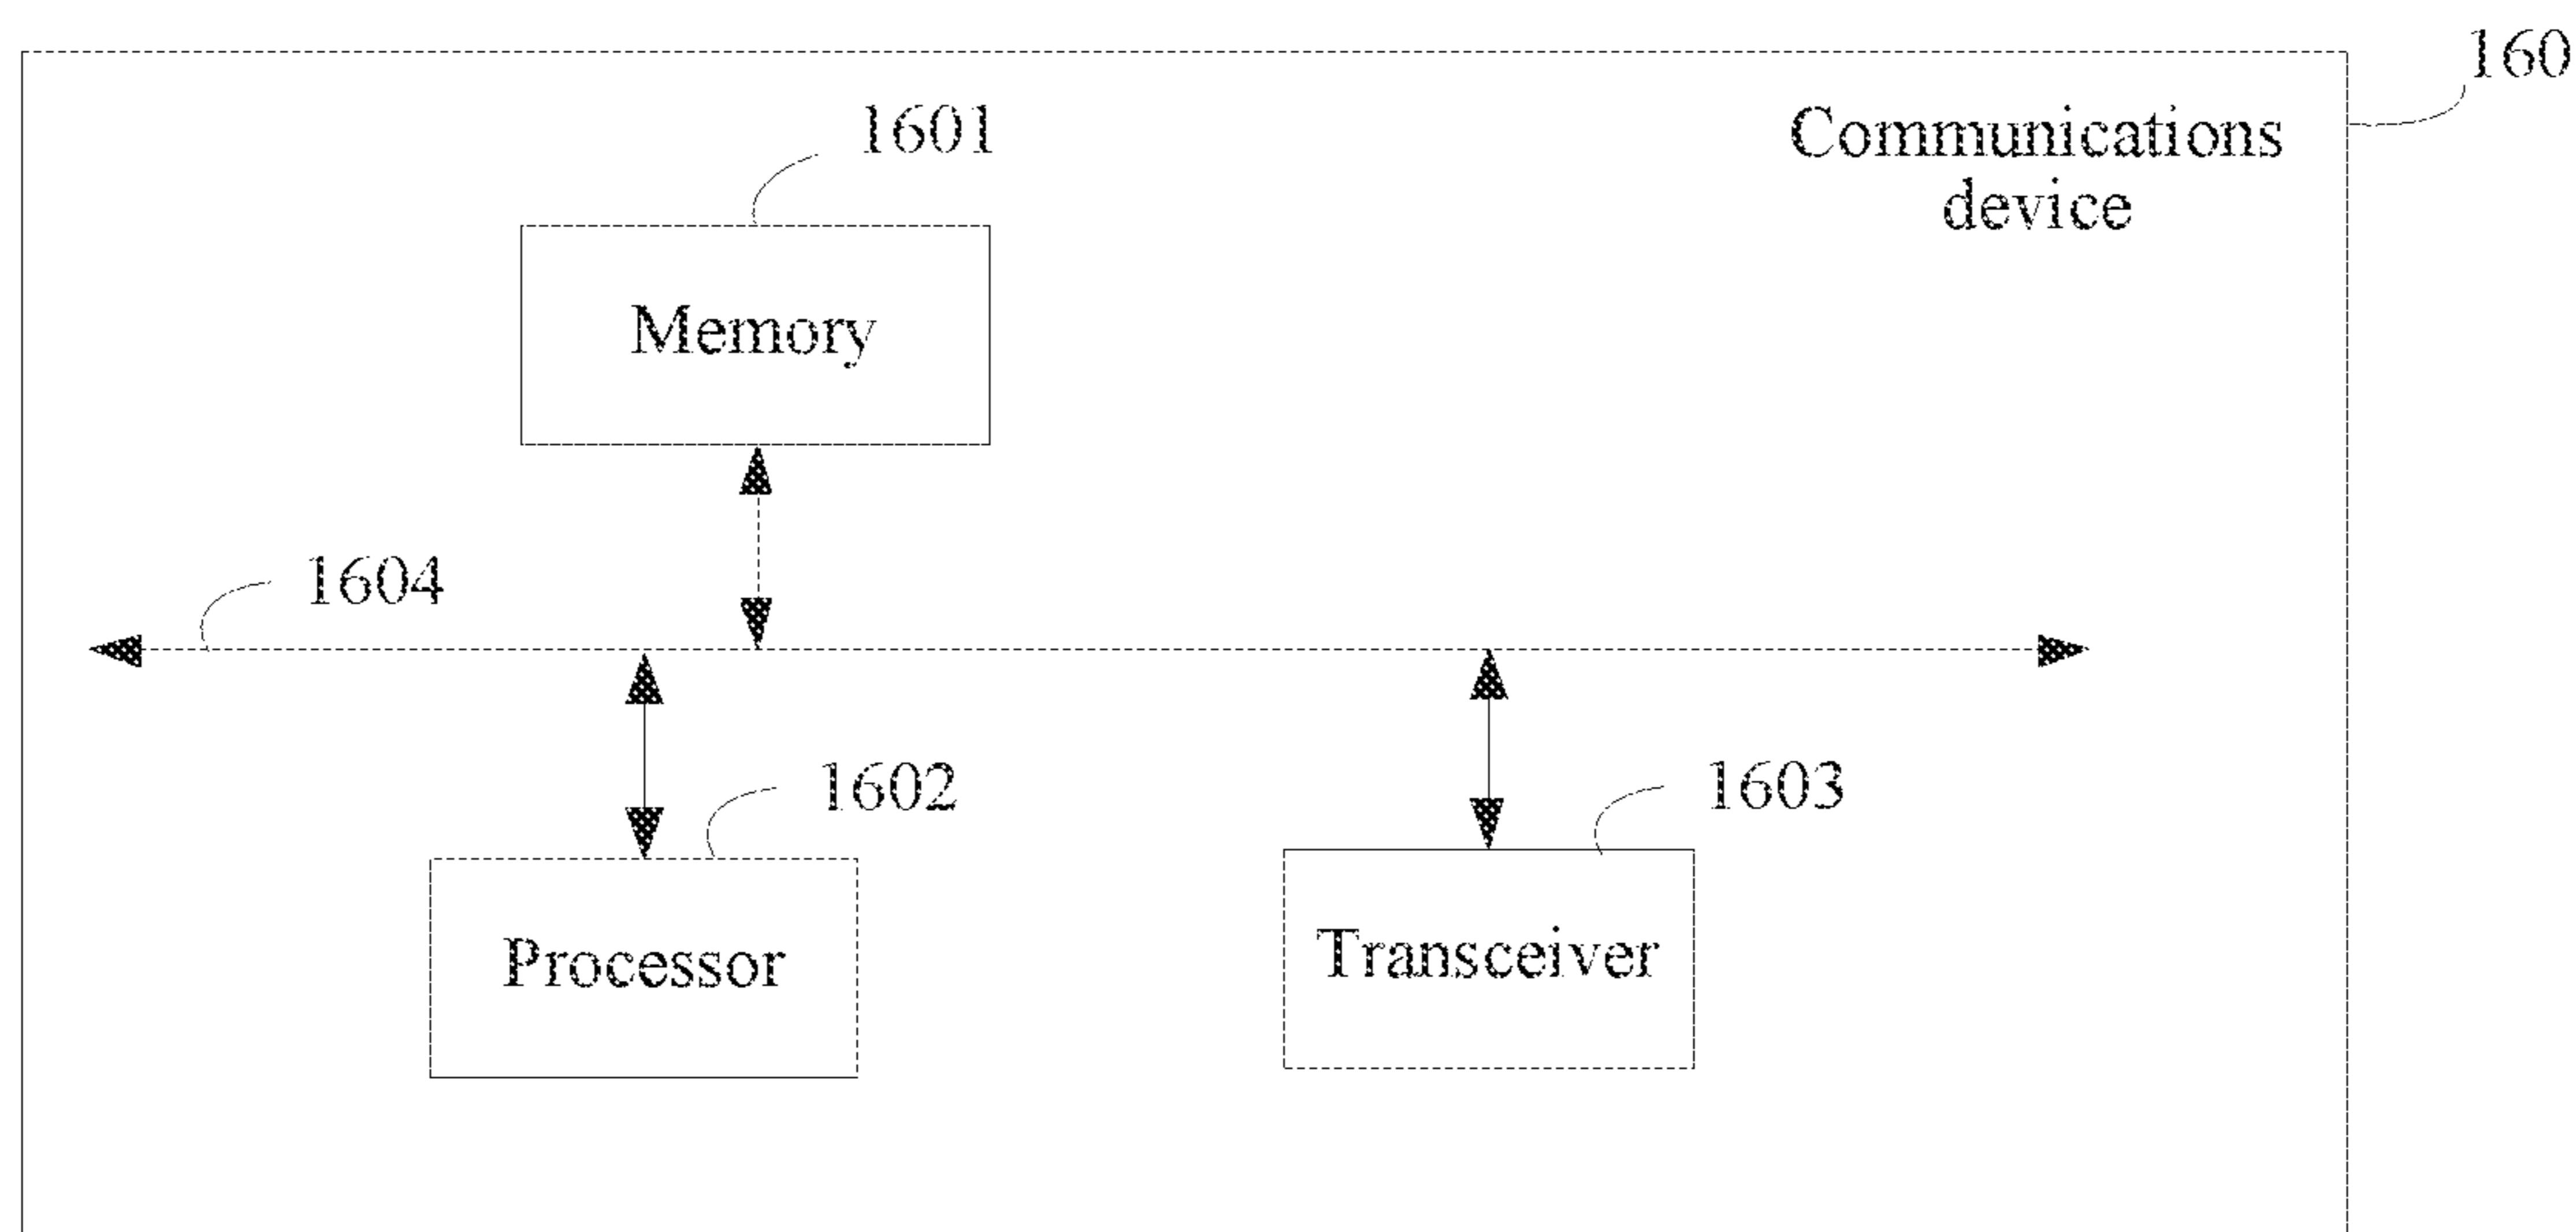 160
Communications
device
1601
Memory
1604
1602
1603
Processor
Transceiver